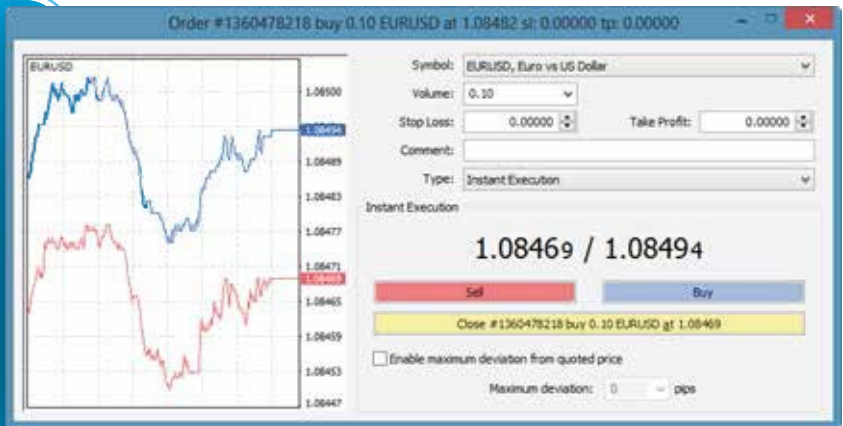 Order #1360478218 buy 0.10 EURUSD at 1.08482 sl: 0.00000 tp: 0.00000
EURUSD
1.08500
1.08494
1.08489
1.08483
1.08477
1.08471
1.08469
1.08465
1.08459
1.08453
1.08447
Symbol: EURUSD, Euro vs US Dollar
Volume: 0.10
Stop Loss: 0.00000 Take Profit: 0.00000
Comment:
Type: Instant Execution
Instant Execution
1.08469 / 1.08494
Sell Buy
Close #1360478218 buy 0.10 EURUSD at 1.08469
Enable maximum deviation from quoted price
Maximum deviation: 0 pips